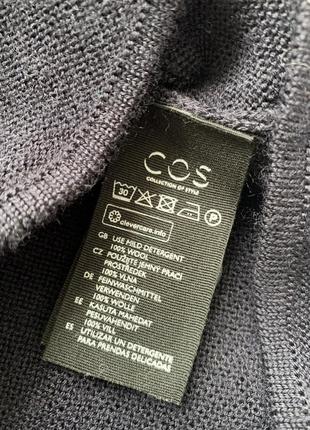 COS
COLLECTION OF STYLE
30 P
clevercare.info
GB USE MILD DETERGENT
100% WOOL
CZ POUŽIJTE JEMNÝ PRACÍ
PROSTŘEDEK
100% VLNA
DE FEINWASCHMITTEL
VERWENDEN
100% WOLLE
EE KASUTA MAHEDAT
PESUVAHENDIT
100% VILL
ES UTILIZAR UN DETERGENTE
PARA PRENDAS DELICADAS